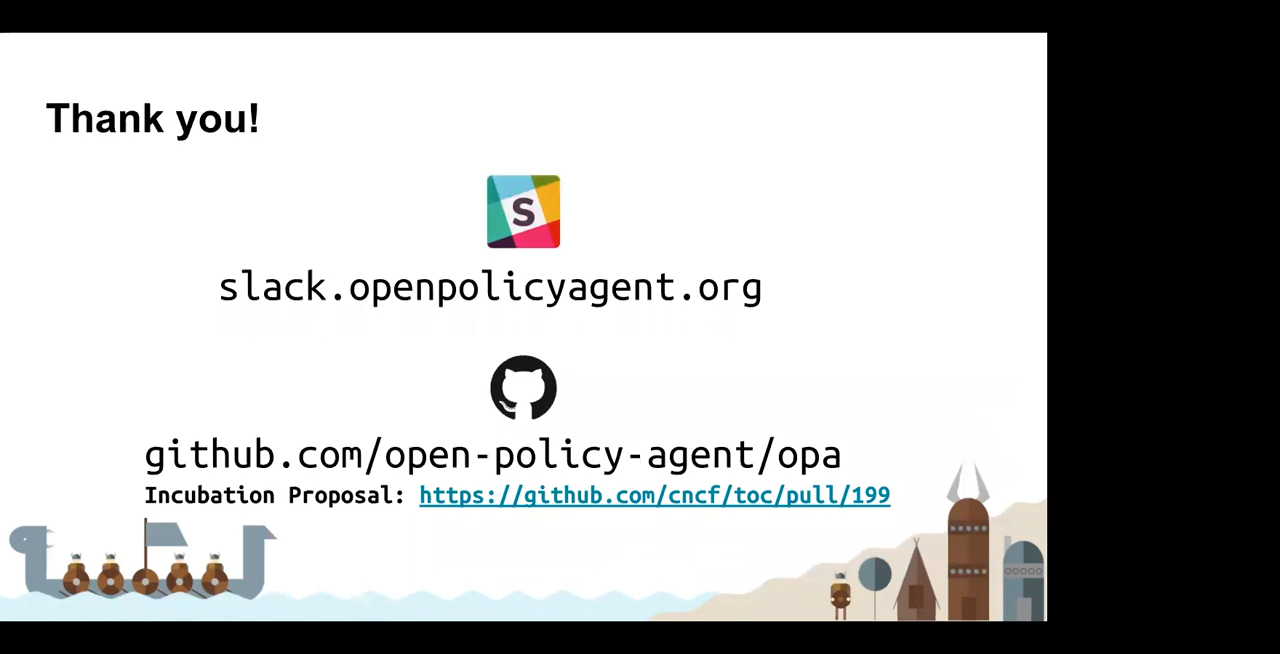 Thank you!
S
slack.openpolicyagent.org
github.com/open-policy-agent/opa
Incubation Proposal: https://github.com/cncf/toc/pull/199